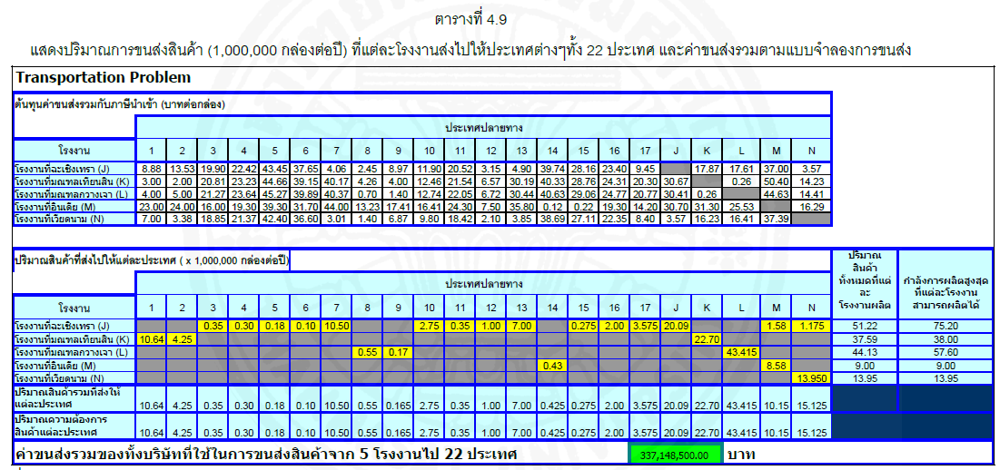 ตารางที่ 4.9
แสดงปริมาณการขนส่งสินค้า (1,000,000 กล่องต่อปี) ที่แต่ละโรงงานส่งไปให้ประเทศต่างๆทั้ง 22 ประเทศ และค่าขนส่งรวมตามแบบจำลองการขนส่ง
Transportation Problem
ต้นทุนค่าขนส่งรวมกับภาษีนำเข้า (บาทต่อกล่อง)
ประเทศปลายทาง
โรงงาน 1 2 3 4 5 6 7 8 9 10 11 12 13 14 15 16 17 J K L M N
โรงงานที่ฉะเชิงเทรา (J) 8.88 13.53 19.90 22.42 43.45 37.65 4.06 2.45 8.97 11.90 20.52 3.15 4.90 39.74 28.16 23.40 9.45 17.87 17.61 37.00 3.57
โรงงานที่มณฑลเทียนสิน (K) 3.00 2.00 20.81 23.23 44.66 39.15 40.17 4.26 4.00 12.46 21.54 6.57 30.19 40.33 28.76 24.31 20.30 30.67 0.26 50.40 14.23
โรงงานที่มณฑลกวางเจา (L) 4.00 5.00 21.27 23.64 45.27 39.89 40.37 0.70 1.40 12.74 22.05 6.72 30.44 40.63 29.06 24.77 20.77 30.41 0.26 44.63 14.41
โรงงานที่อินเดีย (M) 23.00 24.00 16.00 19.30 39.30 31.70 44.00 13.23 17.41 16.41 24.30 7.50 35.80 0.12 0.22 19.30 14.20 30.70 31.30 25.53 16.29
โรงงานที่เวียดนาม (N) 7.00 3.38 18.85 21.37 42.40 36.60 3.01 1.40 6.87 9.80 18.42 2.10 3.85 38.69 27.11 22.35 8.40 3.57 16.23 16.41 37.39
ปริมาณสินค้าที่ส่งไปให้แต่ละประเทศ ( x 1,000,000 กล่องต่อปี)
ประเทศปลายทาง
ปริมาณ
สินค้า
ทั้งหมดที่แต่
ละ
โรงงานผลิต
กำลังการผลิตสูงสุด
ที่แต่ละโรงงาน
สามารถผลิตได้
โรงงาน 1 2 3 4 5 6 7 8 9 10 11 12 13 14 15 16 17 J K L M N
โรงงานที่ฉะเชิงเทรา (J) 0.35 0.30 0.18 0.10 10.50 2.75 0.35 1.00 7.00 0.275 2.00 3.575 20.09 1.58 1.175 51.22 75.20
โรงงานที่มณฑลเทียนสิน (K) 10.64 4.25 22.70 37.59 38.00
โรงงานที่มณฑลกวางเจา (L) 0.55 0.17 43.415 44.13 57.60
โรงงานที่อินเดีย (M) 0.43 8.58 9.00 9.00
โรงงานที่เวียดนาม (N) 13.950 13.95 13.95
ปริมาณสินค้ารวมที่ส่งให้
แต่ละประเทศ 10.64 4.25 0.35 0.30 0.18 0.10 10.50 0.55 0.165 2.75 0.35 1.00 7.00 0.425 0.275 2.00 3.575 20.09 22.70 43.415 10.15 15.125
ปริมาณความต้องการ
สินค้าแต่ละประเทศ 10.64 4.25 0.35 0.30 0.18 0.10 10.50 0.55 0.165 2.75 0.35 1.00 7.00 0.425 0.275 2.00 3.575 20.09 22.70 43.415 10.15 15.125
ค่าขนส่งรวมของทั้งบริษัทที่ใช้ในการขนส่งสินค้าจาก 5 โรงงานไป 22 ประเทศ 337,148,500.00 บาท